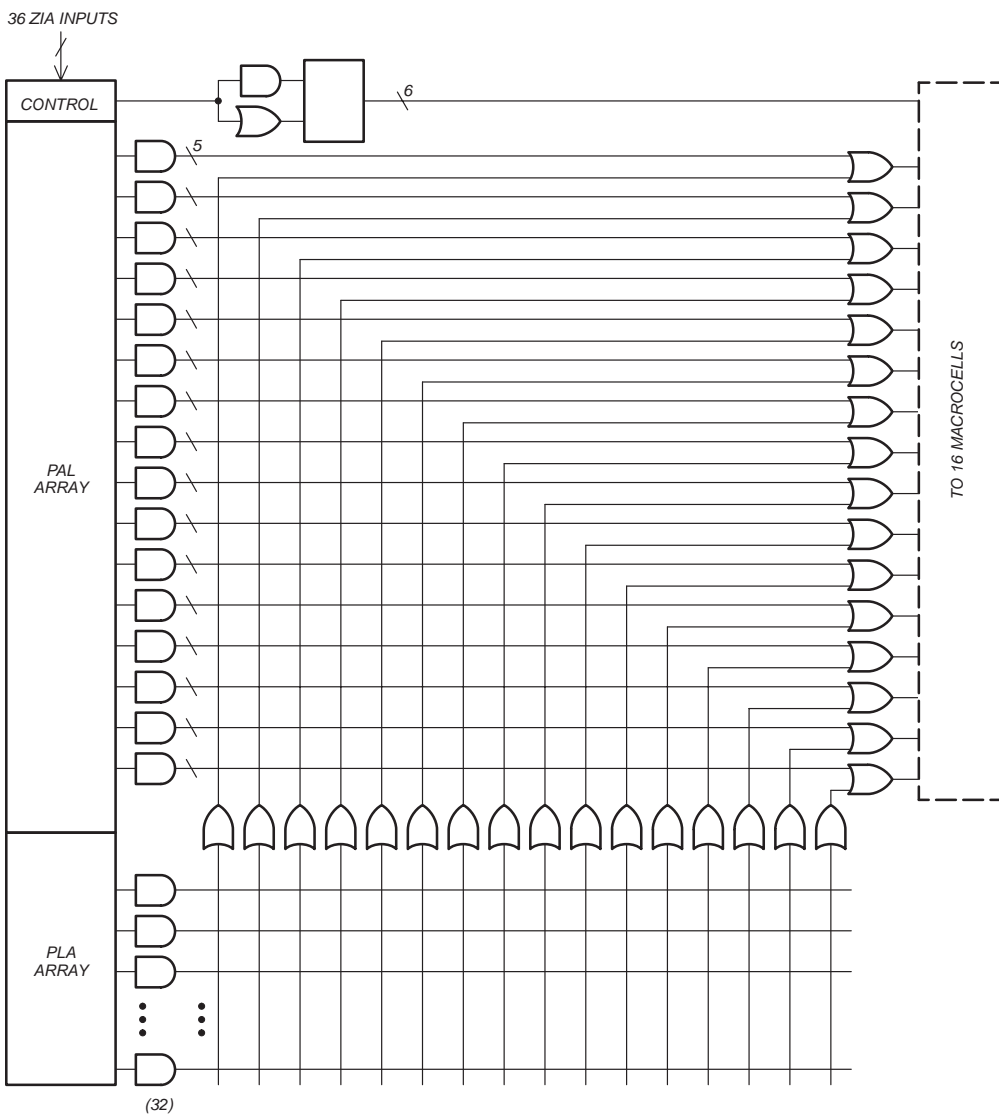 36 ZIA INPUTS
CONTROL
6
5
PAL
ARRAY
TO 16 MACROCELLS
PLA
ARRAY
(32)